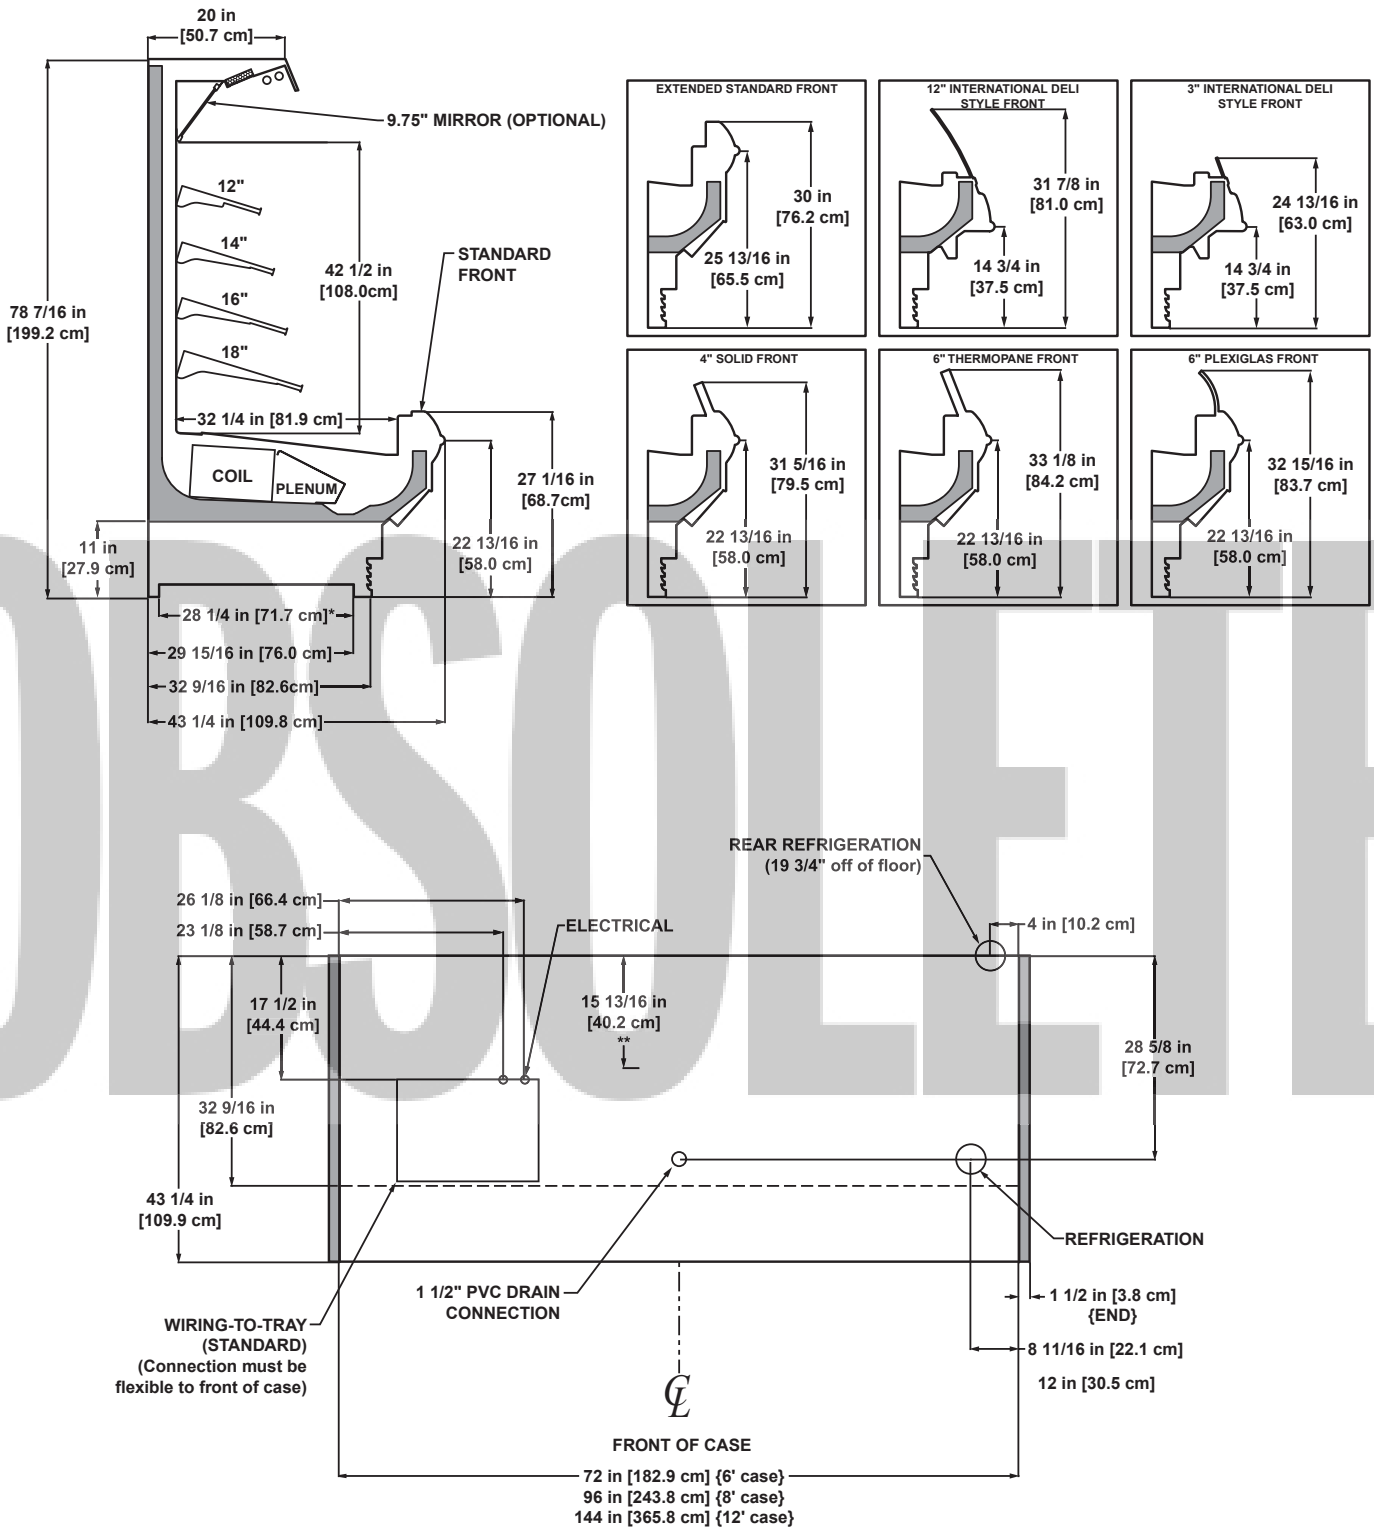 20 in
[50.7 cm]
9.75" MIRROR (OPTIONAL)
12"
14"
16"
18"
42 1/2 in
[108.0cm]
STANDARD
FRONT
78 7/16 in
[199.2 cm]
32 1/4 in [81.9 cm]
COIL
PLENUM
27 1/16 in
[68.7cm]
22 13/16 in
[58.0 cm]
11 in
[27.9 cm]
28 1/4 in [71.7 cm]*
29 15/16 in [76.0 cm]
32 9/16 in [82.6cm]
43 1/4 in [109.8 cm]
EXTENDED STANDARD FRONT
30 in
[76.2 cm]
25 13/16 in
[65.5 cm]
12" INTERNATIONAL DELI
STYLE FRONT
31 7/8 in
[81.0 cm]
14 3/4 in
[37.5 cm]
3" INTERNATIONAL DELI
STYLE FRONT
24 13/16 in
[63.0 cm]
14 3/4 in
[37.5 cm]
4" SOLID FRONT
31 5/16 in
[79.5 cm]
22 13/16 in
[58.0 cm]
6" THERMOPANE FRONT
33 1/8 in
[84.2 cm]
22 13/16 in
[58.0 cm]
6" PLEXIGLAS FRONT
32 15/16 in
[83.7 cm]
22 13/16 in
[58.0 cm]
OBSOLETE
REAR REFRIGERATION
(19 3/4" off of floor)
26 1/8 in [66.4 cm]
23 1/8 in [58.7 cm]
ELECTRICAL
4 in [10.2 cm]
17 1/2 in
[44.4 cm]
15 13/16 in
[40.2 cm]
**
28 5/8 in
[72.7 cm]
32 9/16 in
[82.6 cm]
43 1/4 in
[109.9 cm]
REFRIGERATION
1 1/2" PVC DRAIN
CONNECTION
1 1/2 in [3.8 cm]
{END}
WIRING-TO-TRAY
(STANDARD)
(Connection must be
flexible to front of case)
8 11/16 in [22.1 cm]
12 in [30.5 cm]
℄
FRONT OF CASE
72 in [182.9 cm] {6' case}
96 in [243.8 cm] {8' case}
144 in [365.8 cm] {12' case}